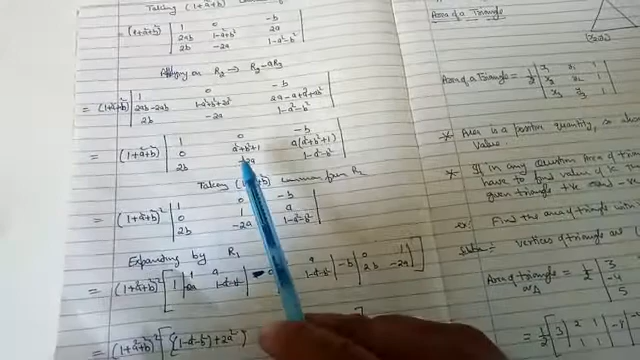 Taking (1+a²+b²)
= (1+a²+b²) | 1 0 -b |
| 2ab 1-a²+b² 2a |
| 2b -2a 1-a²-b² |
Applying on R₂ → R₂-aR₃
= (1+a²+b²) | 1 0 -b |
| 2ab-2ab 1-a²+b²+2a² 2a-a+a³+ab² |
| 2b -2a 1-a²-b² |
= (1+a²+b²) | 1 0 -b |
| 0 a²+b²+1 a(a²+b²+1) |
| 2b -2a 1-a²-b² |
Taking (1+ +b²) common from R₂
= (1+a²+b²)² | 1 0 -b |
| 0 1 a |
| 2b -2a 1-a²-b² |
Expanding by R₁
= (1+a²+b²)² [ 1 | 1 a | - 0 a | -b | 0 1 | ]
1-a²-b² 1-a²-b² | 2b -2a |
= (1+a²+b²)² [ (1-a²-b²)+2a²
Area of a Triangle
Area of a Triangle = 1/2 | x₁ y₁ 1 |
| x₂ y₂ 1 |
| x₃ y₃ 1 |
* Area is a positive quantity, so
value.
* If in any question Area of
have to find value of k
given triangle +ve and -ve
Q: Find the area of triangle with
Soln:- vertices of triangle are (
Area of triangle = 1/2 | 3
-4
5
= 1/2 [ 3 | 2 1 |
| 1 1 |